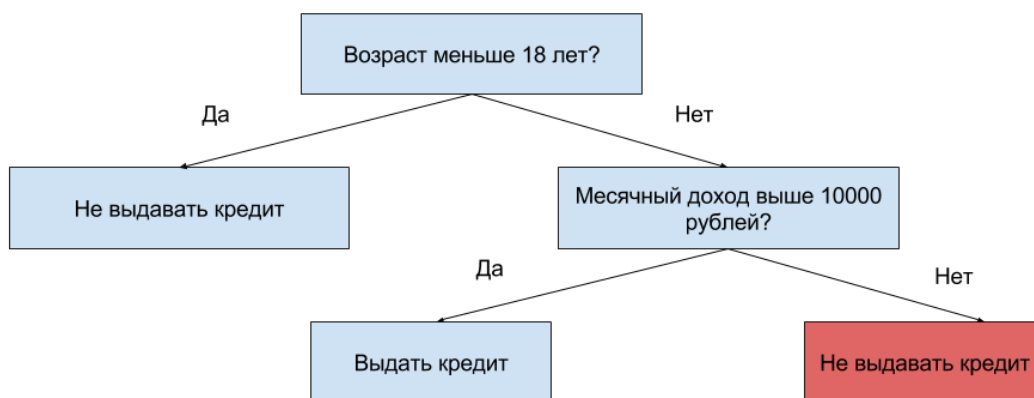 Возраст меньше 18 лет?
Да
Нет
Не выдавать кредит
Месячный доход выше 10000
рублей?
Да
Нет
Выдать кредит
Не выдавать кредит